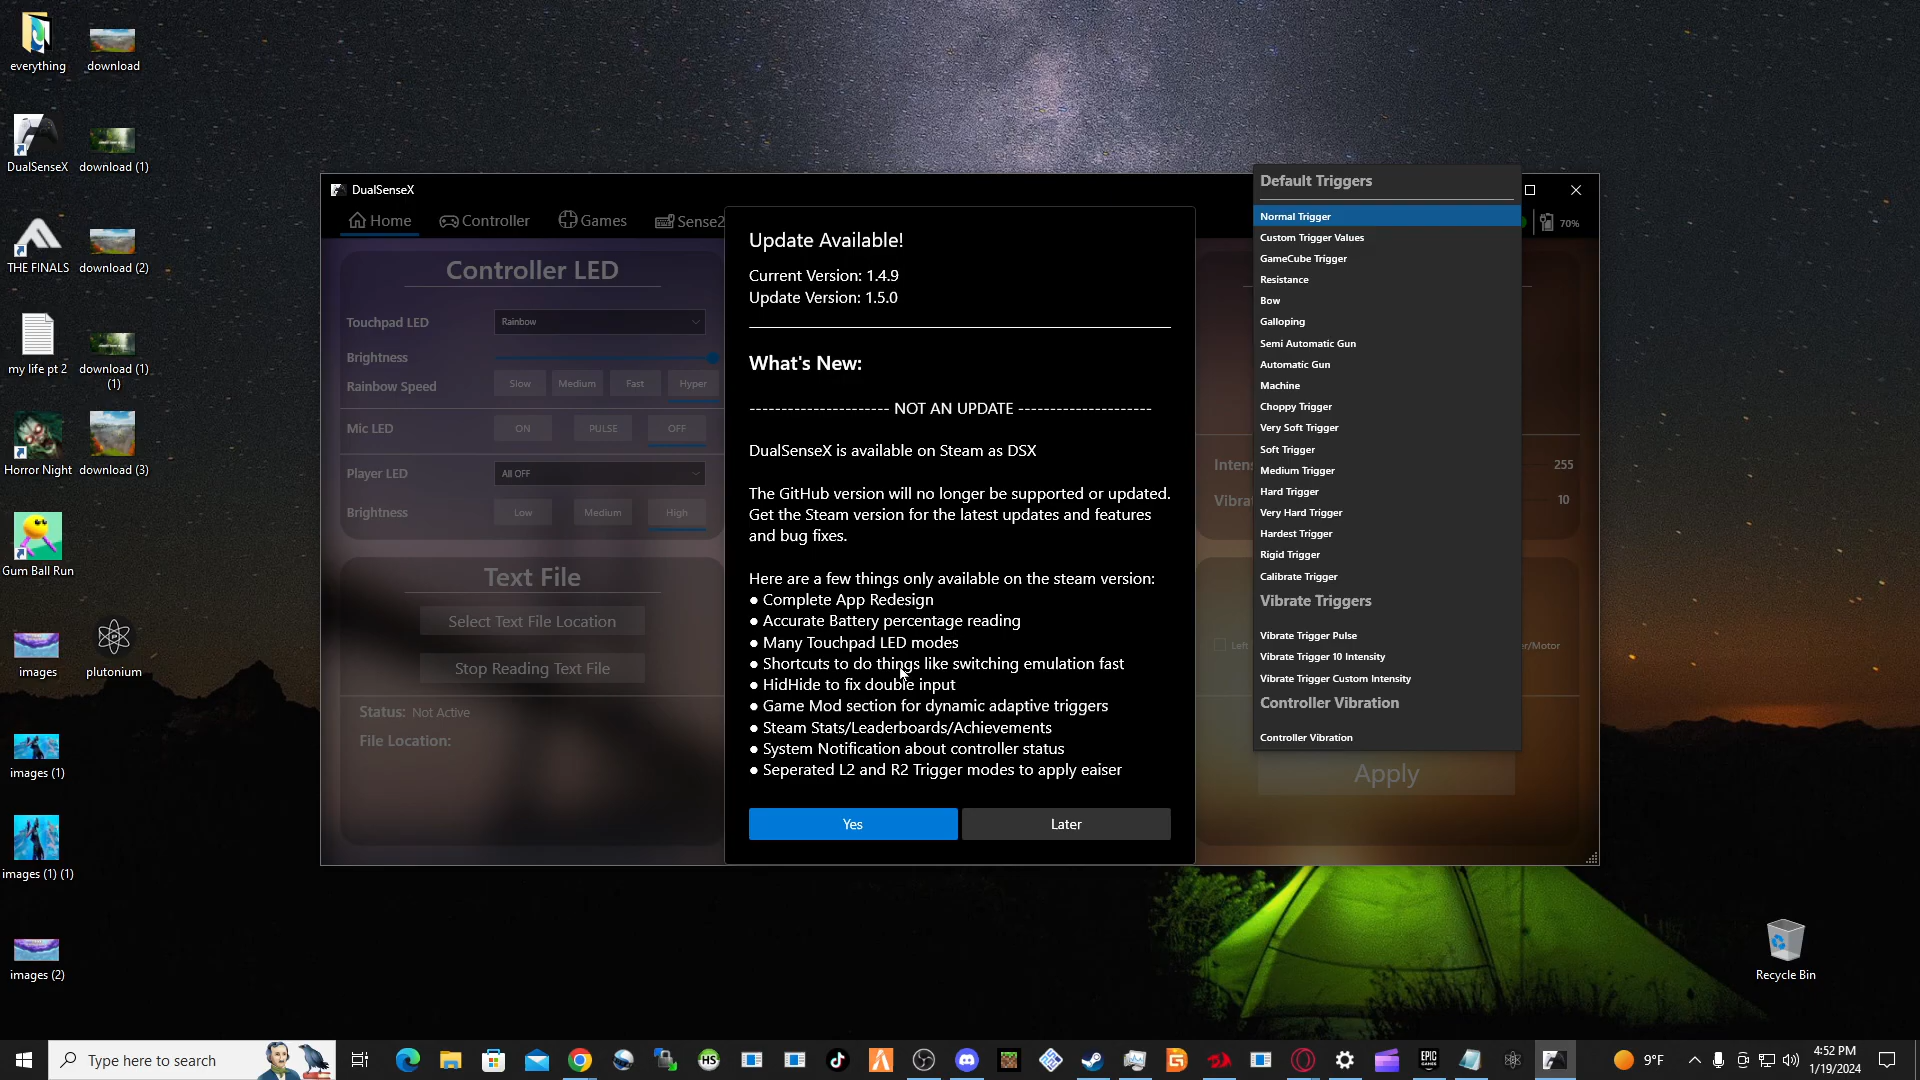 everything
download
DualSenseX
download (1)
THE FINALS
download (2)
my life pt 2
download (1)
(1)
Horror Night
download (3)
Gum Ball Run
images
plutonium
images (1)
images (1) (1)
images (2)
Recycle Bin
DualSenseX
Home
Controller
Games
Sense2
70%
Controller LED
Touchpad LED
Rainbow
Brightness
Rainbow Speed
Slow
Medium
Fast
Hyper
Mic LED
ON
PULSE
OFF
Player LED
All OFF
Brightness
Low
Medium
High
Text File
Select Text File Location
Stop Reading Text File
Status: Not Active
File Location:
Update Available!
Current Version: 1.4.9
Update Version: 1.5.0
What's New:
---------------------- NOT AN UPDATE ---------------------
DualSenseX is available on Steam as DSX
The GitHub version will no longer be supported or updated.
Get the Steam version for the latest updates and features
and bug fixes.
Here are a few things only available on the steam version:
● Complete App Redesign
● Accurate Battery percentage reading
● Many Touchpad LED modes
● Shortcuts to do things like switching emulation fast
● HidHide to fix double input
● Game Mod section for dynamic adaptive triggers
● Steam Stats/Leaderboards/Achievements
● System Notification about controller status
● Seperated L2 and R2 Trigger modes to apply eaiser
Yes
Later
Default Triggers
Normal Trigger
Custom Trigger Values
GameCube Trigger
Resistance
Bow
Galloping
Semi Automatic Gun
Automatic Gun
Machine
Choppy Trigger
Very Soft Trigger
Soft Trigger
Medium Trigger
Hard Trigger
Very Hard Trigger
Hardest Trigger
Rigid Trigger
Calibrate Trigger
Vibrate Triggers
Vibrate Trigger Pulse
Vibrate Trigger 10 Intensity
Vibrate Trigger Custom Intensity
Controller Vibration
Controller Vibration
Inten
255
Vibra
10
Left
er/Motor
Apply
Type here to search
HS
EPIC
GAMES
9°F
4:52 PM
1/19/2024